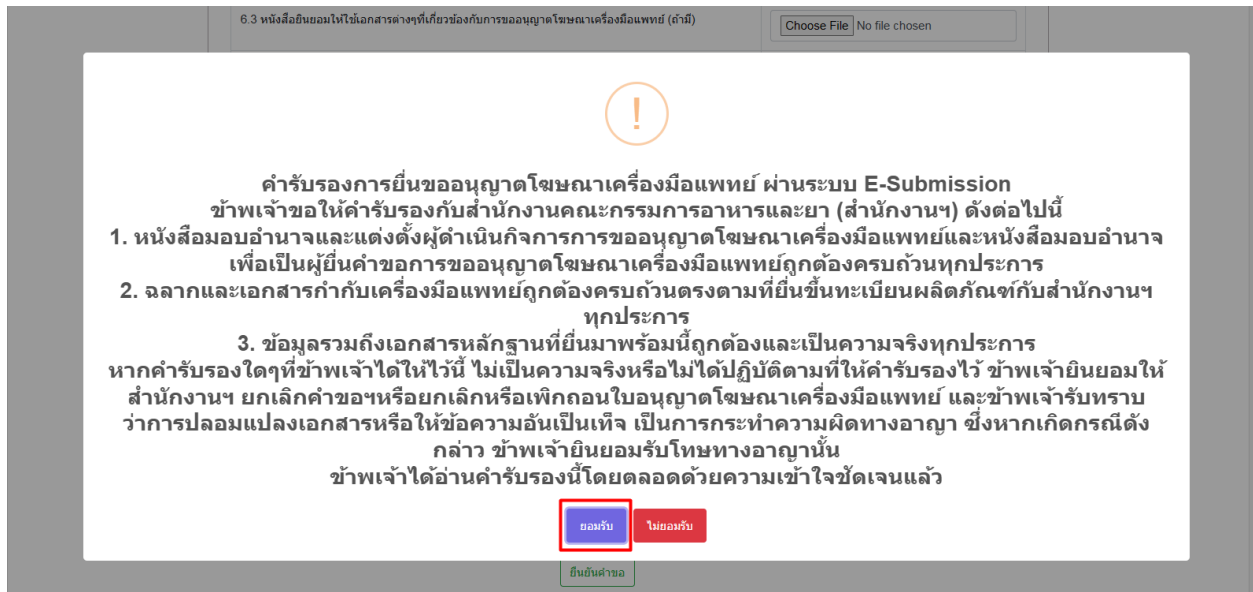 6.3 หนังสือยินยอมให้ใช้เอกสารต่างๆที่เกี่ยวข้องกับการขออนุญาตโฆษณาเครื่องมือแพทย์ (ถ้ามี)
Choose File No file chosen
!
คำรับรองการยื่นขออนุญาตโฆษณาเครื่องมือแพทย์ ผ่านระบบ E-Submission
ข้าพเจ้าขอให้คำรับรองกับสำนักงานคณะกรรมการอาหารและยา (สำนักงานฯ) ดังต่อไปนี้
1. หนังสือมอบอำนาจและแต่งตั้งผู้ดำเนินกิจการการขออนุญาตโฆษณาเครื่องมือแพทย์และหนังสือมอบอำนาจ
เพื่อเป็นผู้ยื่นคำขอการขออนุญาตโฆษณาเครื่องมือแพทย์ถูกต้องครบถ้วนทุกประการ
2. ฉลากและเอกสารกำกับเครื่องมือแพทย์ถูกต้องครบถ้วนตรงตามที่ยื่นขึ้นทะเบียนผลิตภัณฑ์กับสำนักงานฯ
ทุกประการ
3. ข้อมูลรวมถึงเอกสารหลักฐานที่ยื่นมาพร้อมนี้ถูกต้องและเป็นความจริงทุกประการ
หากคำรับรองใดๆที่ข้าพเจ้าได้ให้ไว้นี้ ไม่เป็นความจริงหรือไม่ได้ปฏิบัติตามที่ให้คำรับรองไว้ ข้าพเจ้ายินยอมให้
สำนักงานฯ ยกเลิกคำขอฯหรือยกเลิกหรือเพิกถอนใบอนุญาตโฆษณาเครื่องมือแพทย์ และข้าพเจ้ารับทราบ
ว่าการปลอมแปลงเอกสารหรือให้ข้อความอันเป็นเท็จ เป็นการกระทำความผิดทางอาญา ซึ่งหากเกิดกรณีดัง
กล่าว ข้าพเจ้ายินยอมรับโทษทางอาญานั้น
ข้าพเจ้าได้อ่านคำรับรองนี้โดยตลอดด้วยความเข้าใจชัดเจนแล้ว
ยอมรับ ไม่ยอมรับ
ยืนยันคำขอ